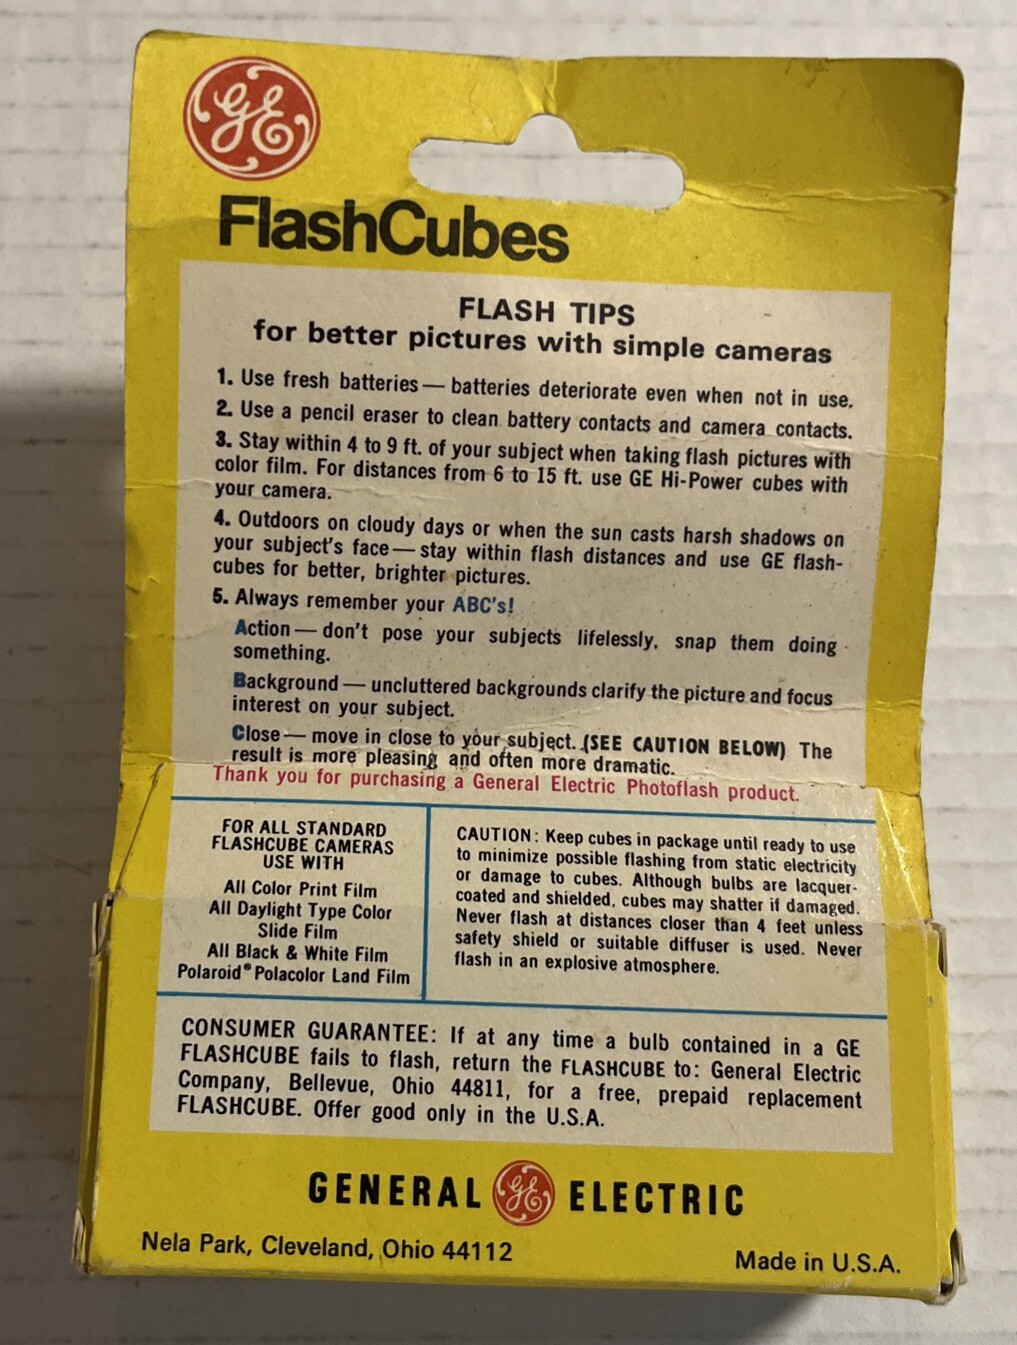 GE
FlashCubes
FLASH TIPS
for better pictures with simple cameras
1. Use fresh batteries — batteries deteriorate even when not in use.
2. Use a pencil eraser to clean battery contacts and camera contacts.
3. Stay within 4 to 9 ft. of your subject when taking flash pictures with
color film. For distances from 6 to 15 ft. use GE Hi-Power cubes with
your camera.
4. Outdoors on cloudy days or when the sun casts harsh shadows on
your subject's face — stay within flash distances and use GE flash-
cubes for better, brighter pictures.
5. Always remember your ABC's!
Action — don't pose your subjects lifelessly, snap them doing
something.
Background — uncluttered backgrounds clarify the picture and focus
interest on your subject.
Close — move in close to your subject. (SEE CAUTION BELOW) The
result is more pleasing and often more dramatic.
Thank you for purchasing a General Electric Photoflash product.
FOR ALL STANDARD
FLASHCUBE CAMERAS
USE WITH
All Color Print Film
All Daylight Type Color
Slide Film
All Black & White Film
Polaroid® Polacolor Land Film
CAUTION: Keep cubes in package until ready to use
to minimize possible flashing from static electricity
or damage to cubes. Although bulbs are lacquer-
coated and shielded, cubes may shatter if damaged.
Never flash at distances closer than 4 feet unless
safety shield or suitable diffuser is used. Never
flash in an explosive atmosphere.
CONSUMER GUARANTEE: If at any time a bulb contained in a GE
FLASHCUBE fails to flash, return the FLASHCUBE to: General Electric
Company, Bellevue, Ohio 44811, for a free, prepaid replacement
FLASHCUBE. Offer good only in the U.S.A.
GENERAL GE ELECTRIC
Nela Park, Cleveland, Ohio 44112
Made in U.S.A.